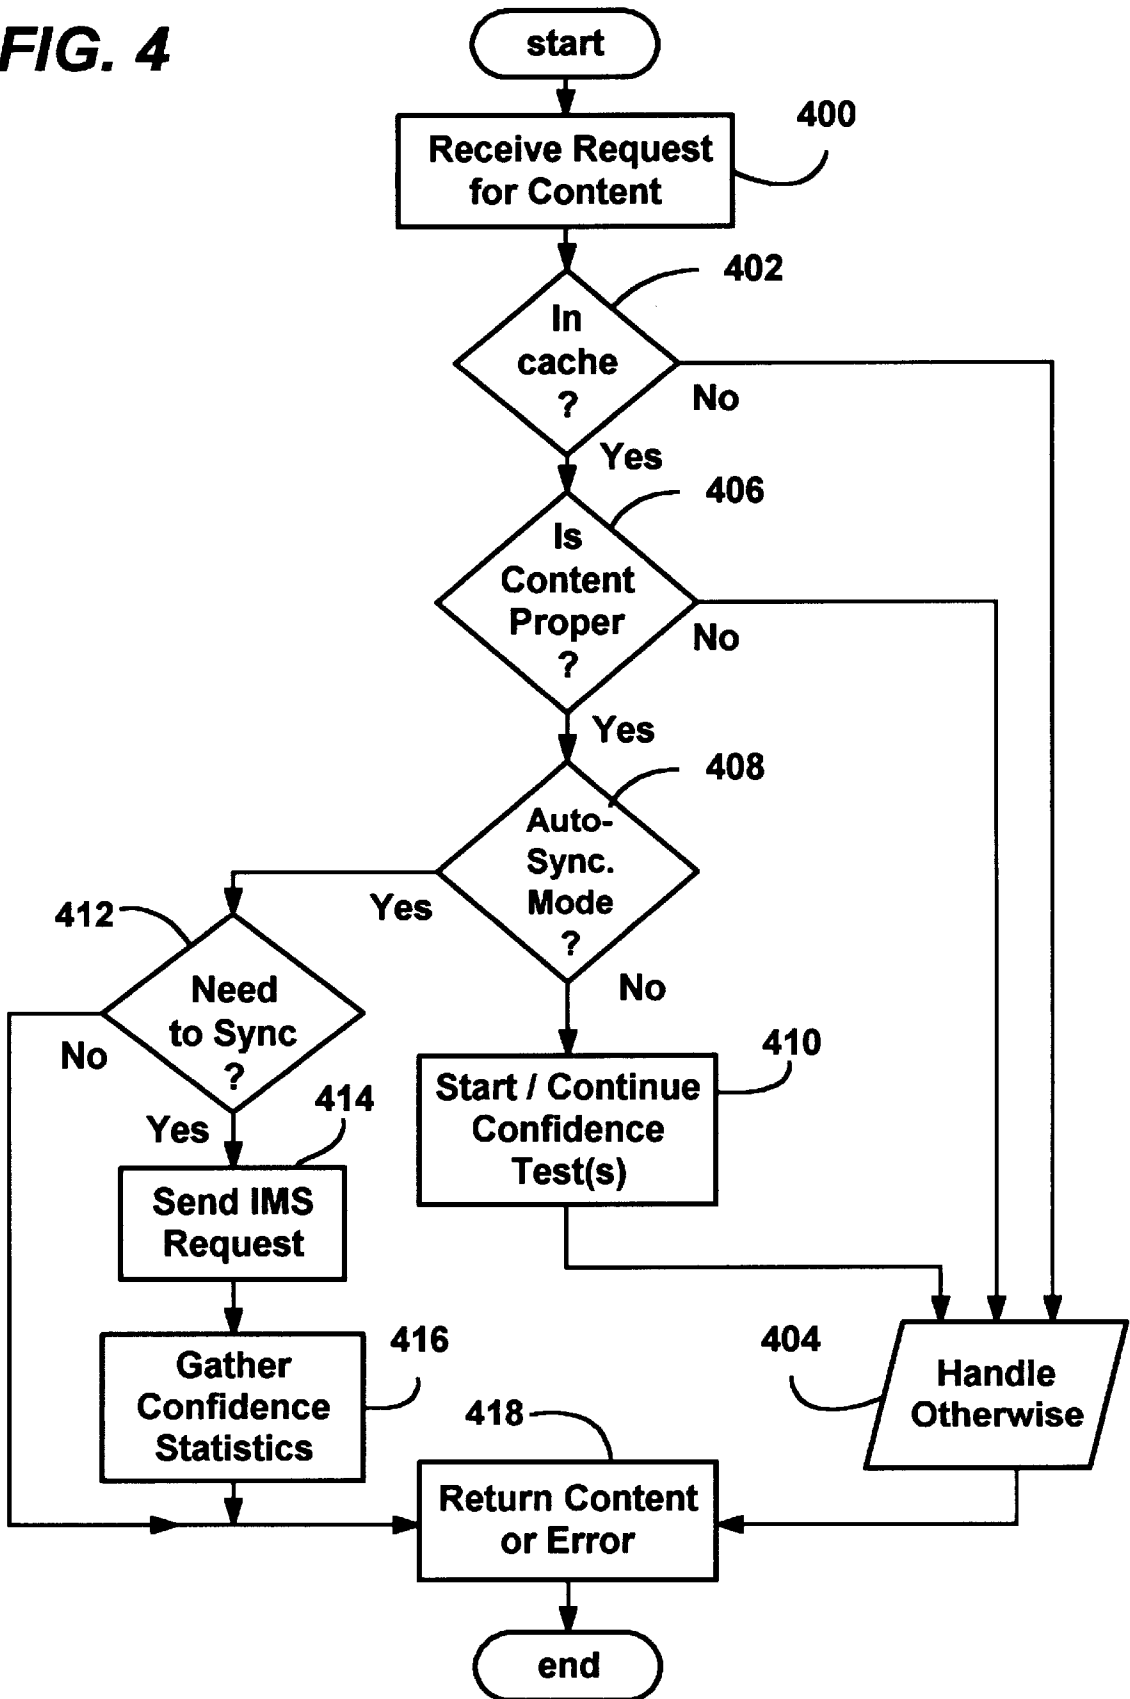 FIG. 4
start
400
Receive Request
for Content
402
In
cache
?
No
Yes
406
Is
Content
Proper
?
No
Yes
408
Auto-
Sync.
Mode
?
Yes
No
412
Need
to Sync
?
No
Yes
410
Start / Continue
Confidence
Test(s)
414
Send IMS
Request
416
Gather
Confidence
Statistics
404
Handle
Otherwise
418
Return Content
or Error
end